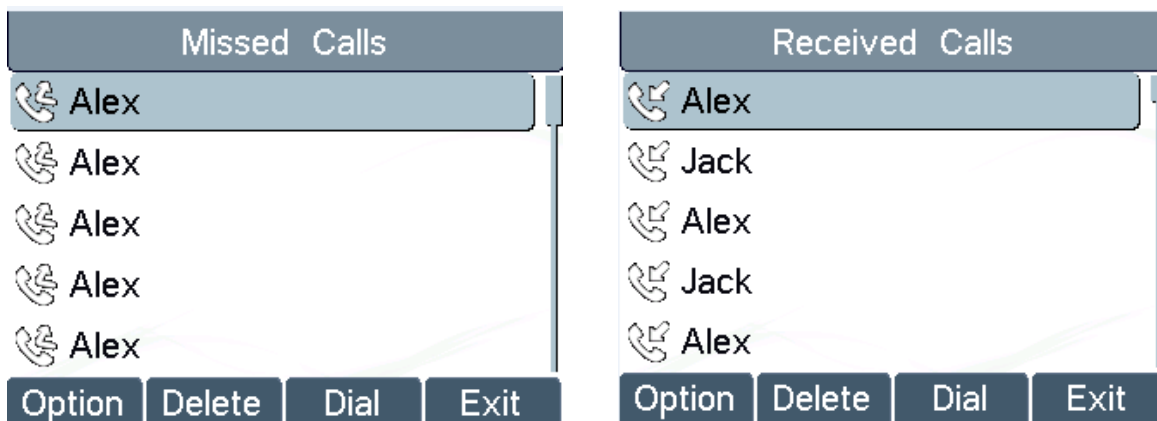 Missed Calls
Alex
Alex
Alex
Alex
Alex
Option Delete Dial Exit
Received Calls
Alex
Jack
Alex
Jack
Alex
Option Delete Dial Exit